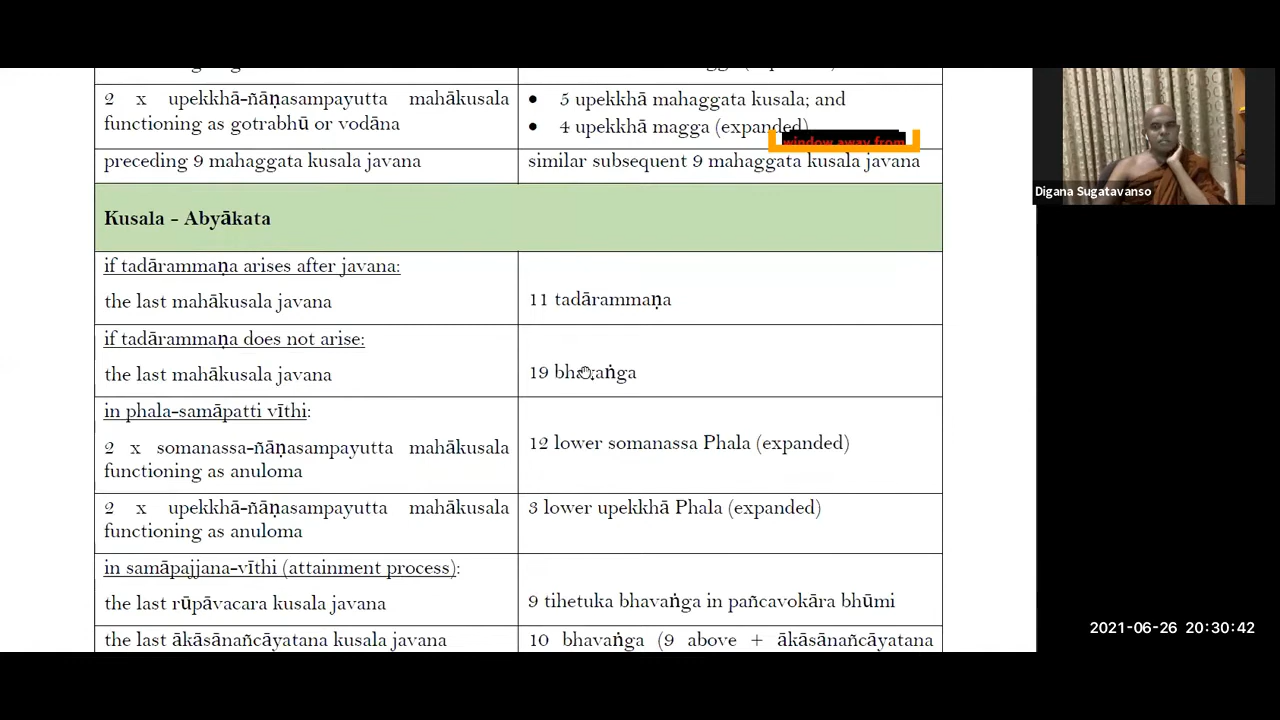 2 x upekkhā-ñāṇasampayutta mahākusala
functioning as gotrabhū or vodāna
• 5 upekkhā mahaggata kusala; and
• 4 upekkhā magga (expanded)
window away from
preceding 9 mahaggata kusala javana
similar subsequent 9 mahaggata kusala javana
Kusala - Abyākata
if tadārammaṇa arises after javana:
the last mahākusala javana
11 tadārammaṇa
if tadārammaṇa does not arise:
the last mahākusala javana
19 bhavaṅga
in phala-samāpatti vīthi:
2 x somanassa-ñāṇasampayutta mahākusala
functioning as anuloma
12 lower somanassa Phala (expanded)
2 x upekkhā-ñāṇasampayutta mahākusala
functioning as anuloma
3 lower upekkhā Phala (expanded)
in samāpajjana-vīthi (attainment process):
the last rūpāvacara kusala javana
9 tihetuka bhavaṅga in pañcavokāra bhūmi
the last ākāsānañcāyatana kusala javana
10 bhavaṅga (9 above + ākāsānañcāyatana
Digana Sugatavanso
2021-06-26 20:30:42